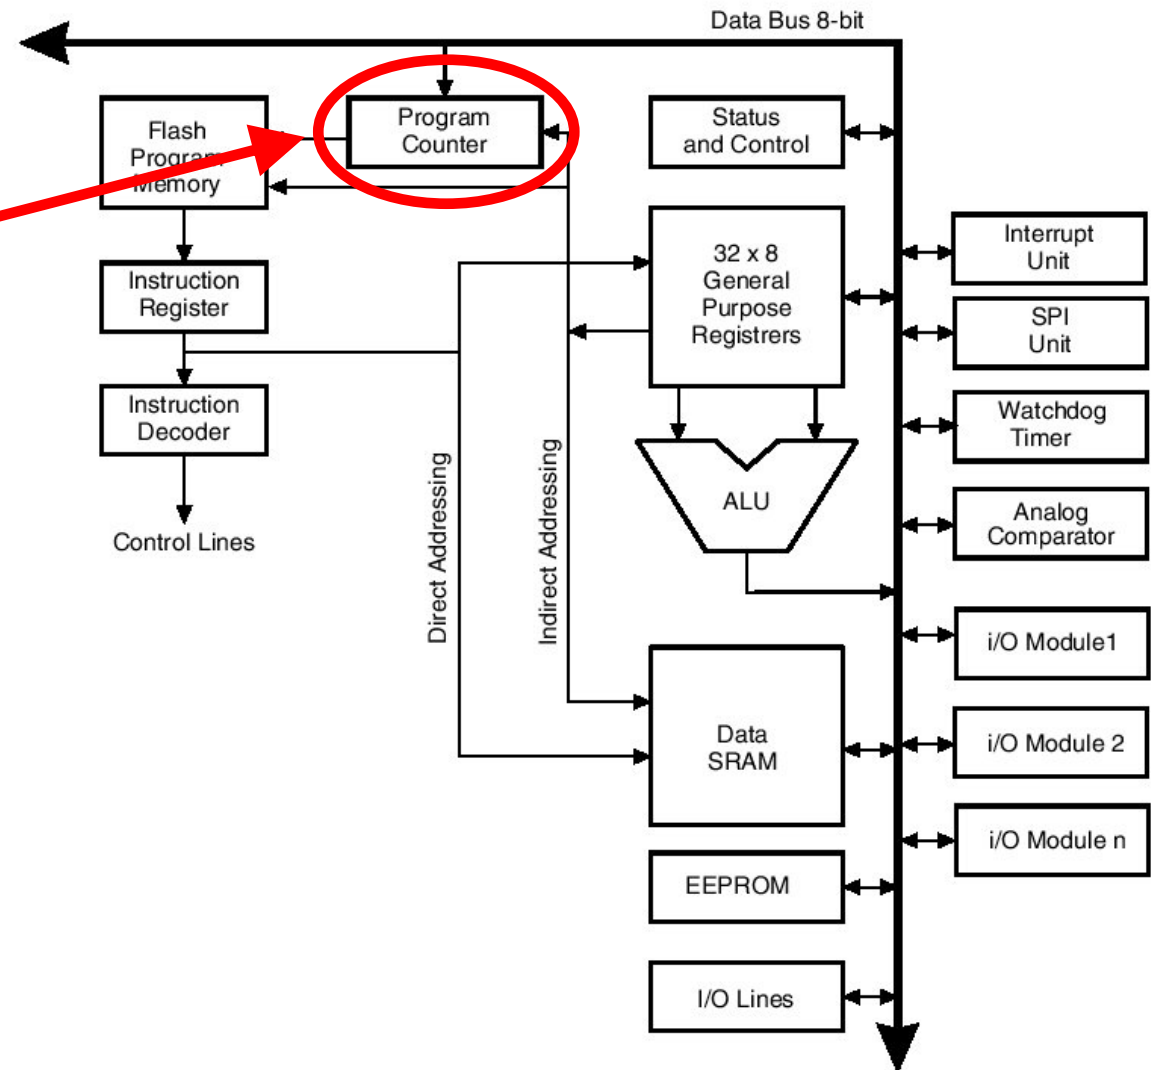 Data Bus 8-bit
Flash
Program
Memory
Program
Counter
Status
and Control
32 x 8
General
Purpose
Registrers
Interrupt
Unit
Instruction
Register
SPI
Unit
Instruction
Decoder
Watchdog
Timer
Control Lines
Direct Addressing
Indirect Addressing
ALU
Analog
Comparator
i/O Module1
Data
SRAM
i/O Module 2
i/O Module n
EEPROM
I/O Lines